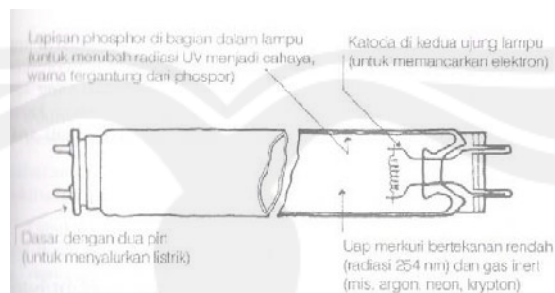 Lapisan phosphor di bagian dalam lampu
(untuk merubah radiasi UV menjadi cahaya,
warna tergantung dari phospor)
Katoda di kedua ujung lampu
(untuk memancarkan elektron)
Dasar dengan dua pin
(untuk menyalurkan listrik)
Uap merkuri bertekanan rendah
(radiasi 254 nm) dan gas inert
(mis. argon, neon, krypton)